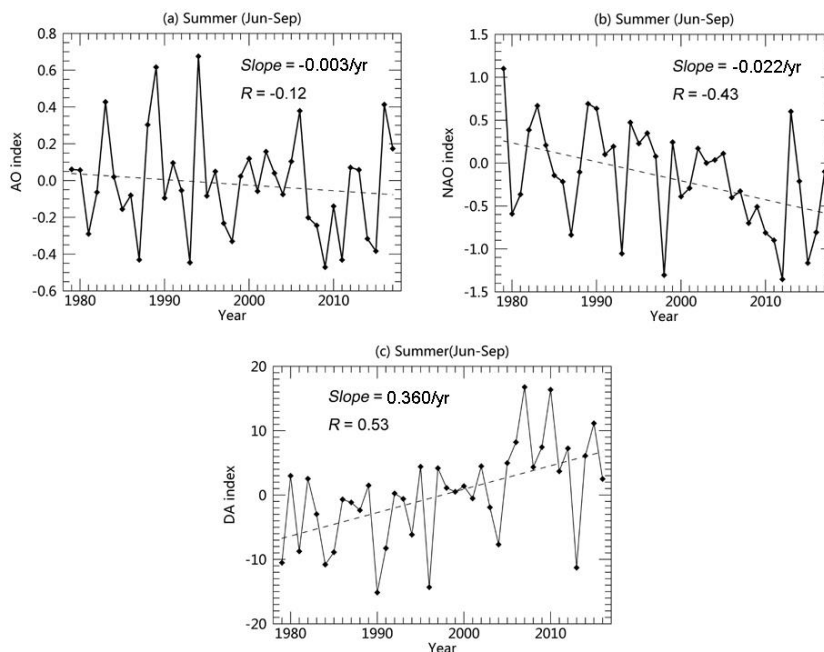 (a) Summer (Jun-Sep)
Slope = -0.003/yr
R = -0.12
AO index
0.8
0.6
0.4
0.2
0.0
-0.2
-0.4
-0.6
1980 1990 2000 2010
Year
(b) Summer (Jun-Sep)
Slope = -0.022/yr
R = -0.43
NAO index
1.5
1.0
0.5
0.0
-0.5
-1.0
-1.5
1980 1990 2000 2010
Year
(c) Summer(Jun-Sep)
Slope = 0.360/yr
R = 0.53
DA index
20
10
0
-10
-20
1980 1990 2000 2010
Year